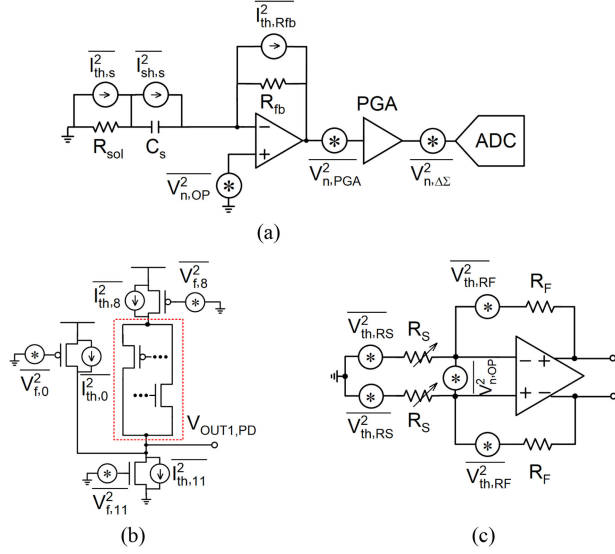 I²th,Rfb
I²th,s I²sh,s
Rfb
PGA
ADC
Rsol Cs
V²n,OP V²n,PGA V²n,ΔΣ
(a)
I²th,8 V²f,8
V²f,0 I²th,0
VOUT1,PD
V²f,11 I²th,11
(b)
V²th,RF RF
V²th,RS RS
V²n,OP
V²th,RS RS
V²th,RF RF
(c)